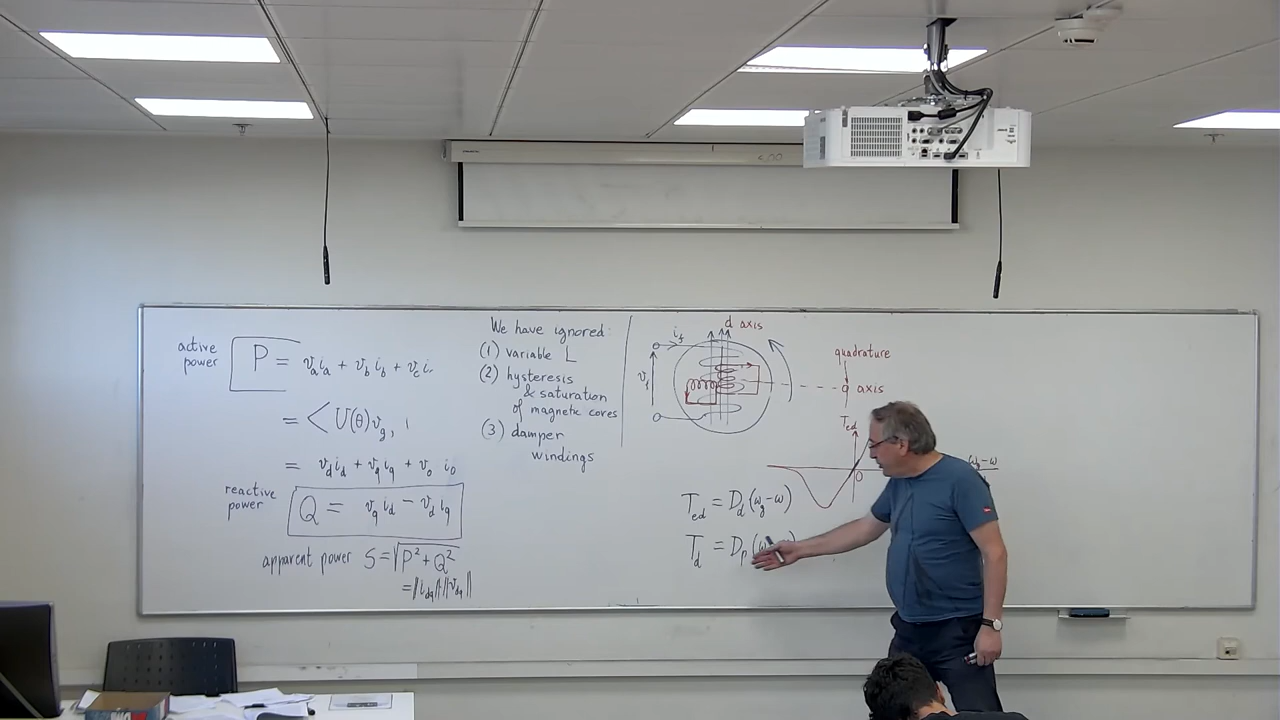 active
power
P = v_a i_a + v_b i_b + v_c i_c
= < U(θ)v_g, i
= v_d i_d + v_q i_q + v_o i_o
reactive
power
Q = v_q i_d − v_d i_q
apparent power S = √P² + Q²
= ||i_dq|| ||v_dq||
We have ignored:
(1) variable L
(2) hysteresis
& saturation
of magnetic cores
(3) damper
windings
d axis
i_f
v_f
quadrature
q axis
T_ed
0
ω_g-ω
T_ed = D_d (ω_g-ω)
T_d = D_p (ω